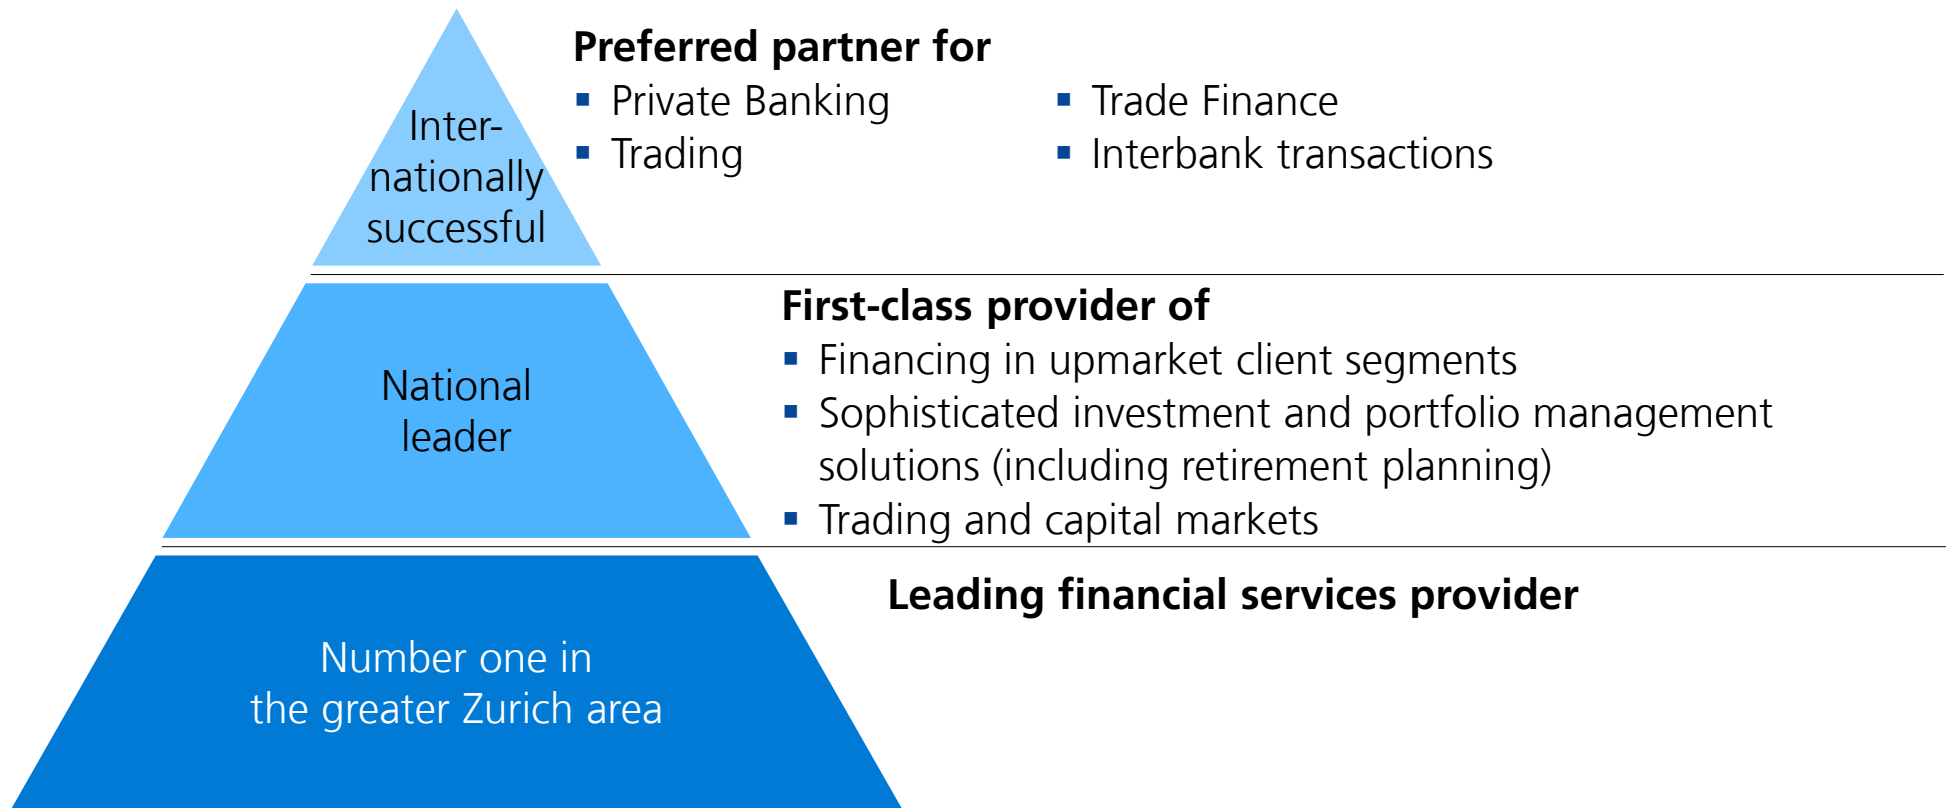 Inter-
nationally
successful
Preferred partner for
▪ Private Banking
▪ Trading
▪ Trade Finance
▪ Interbank transactions
National
leader
First-class provider of
▪ Financing in upmarket client segments
▪ Sophisticated investment and portfolio management
solutions (including retirement planning)
▪ Trading and capital markets
Number one in
the greater Zurich area
Leading financial services provider